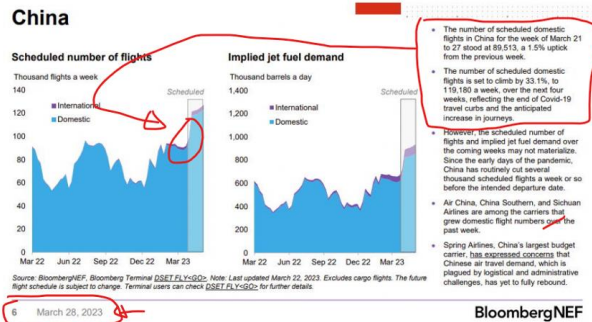 China
Scheduled number of flights
Thousand flights a week
140
120
100
80
60
40
20
0
Scheduled
International
Domestic
Mar 22 Jun 22 Sep 22 Dec 22 Mar 23
Implied jet fuel demand
Thousand barrels a day
1,400
1,200
1,000
800
600
400
200
0
Scheduled
International
Domestic
Mar 22 Jun 22 Sep 22 Dec 22 Mar 23
• The number of scheduled domestic
flights in China for the week of March 21
to 27 stood at 89,513, a 1.5% uptick
from the previous week.
• The number of scheduled domestic
flights is set to climb by 33.1%, to
119,180 a week, over the next four
weeks, reflecting the end of Covid-19
travel curbs and the anticipated
increase in journeys.
• However, the scheduled number of
flights and implied jet fuel demand over
the coming weeks may not materialize.
Since the early days of the pandemic,
China has routinely cut several
thousand scheduled flights a week or so
before the intended departure date.
• Air China, China Southern, and Sichuan
Airlines are among the carriers that
grew domestic flight numbers over the
past week.
• Spring Airlines, China's largest budget
carrier, has expressed concerns that
Chinese air travel demand, which is
plagued by logistical and administrative
challenges, has yet to fully rebound.
Source: BloombergNEF, Bloomberg Terminal DSET FLY<GO>. Note: Last updated March 22, 2023. Excludes cargo flights. The future
flight schedule is subject to change. Terminal users can check DSET FLY<GO> for further details.
6 March 28, 2023
BloombergNEF